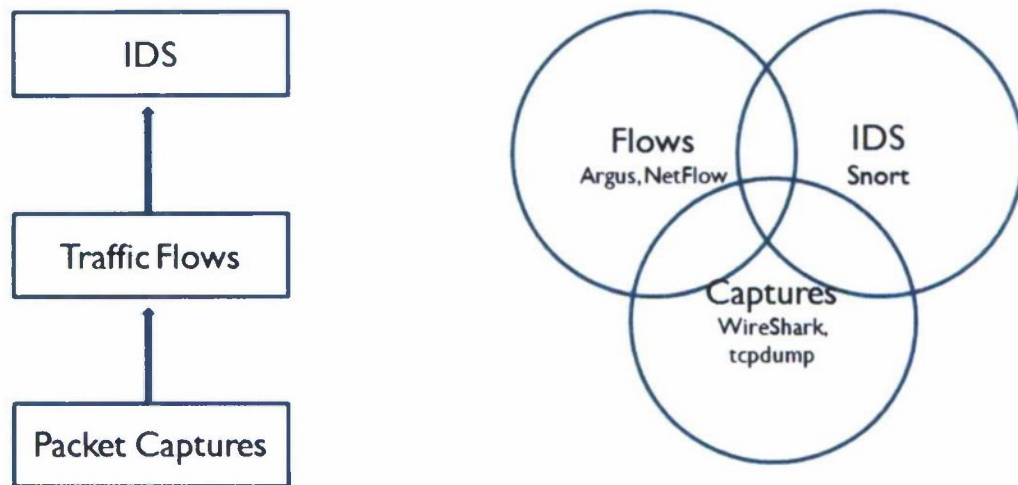 IDS
Traffic Flows
Packet Captures
Flows
Argus, NetFlow
IDS
Snort
Captures
WireShark,
tcpdump